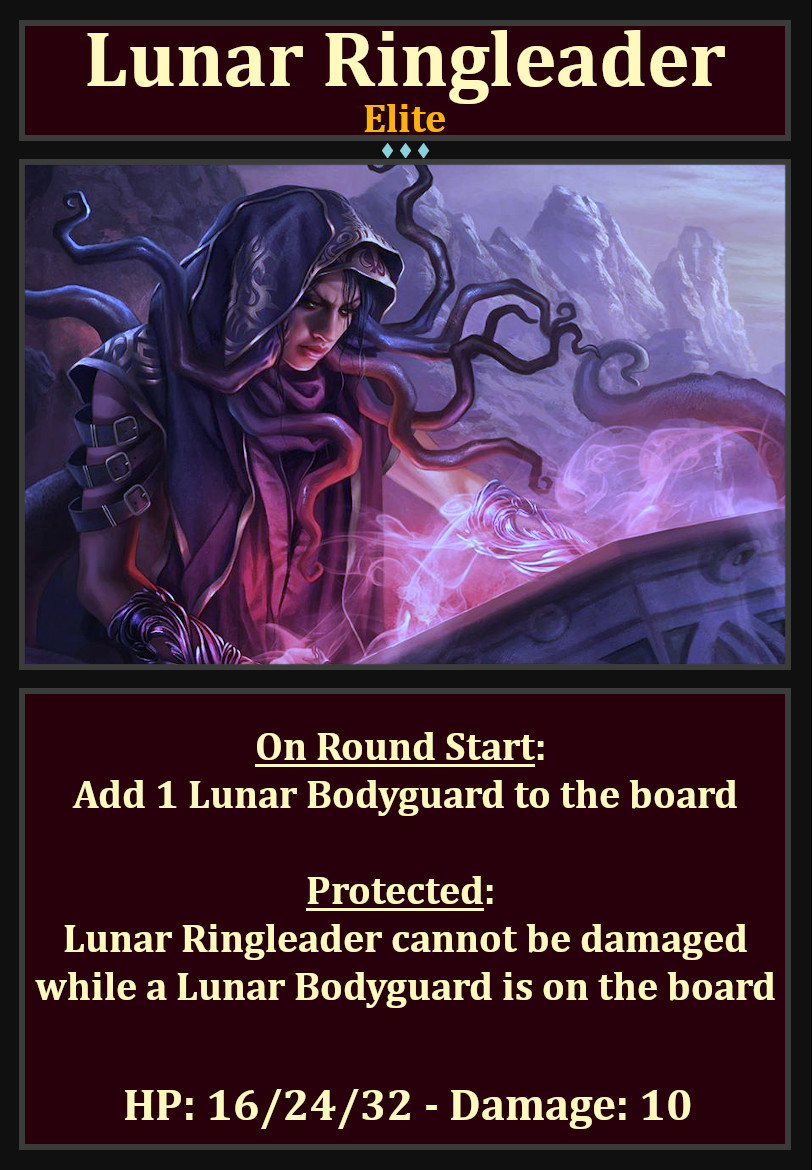 Lunar Ringleader
Elite
On Round Start:
Add 1 Lunar Bodyguard to the board
Protected:
Lunar Ringleader cannot be damaged
while a Lunar Bodyguard is on the board
HP: 16/24/32 - Damage: 10